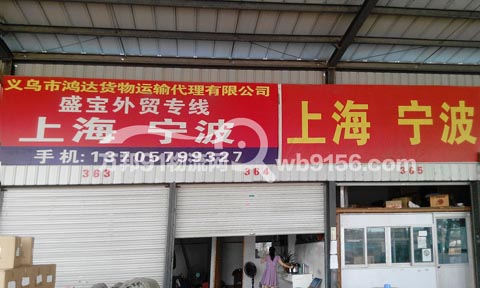 义乌市鸿达货物运输代理有限公司
盛宝外贸专线
上海 宁波
手机:13705799327
上海 宁波
363
364
365
wb9156.com